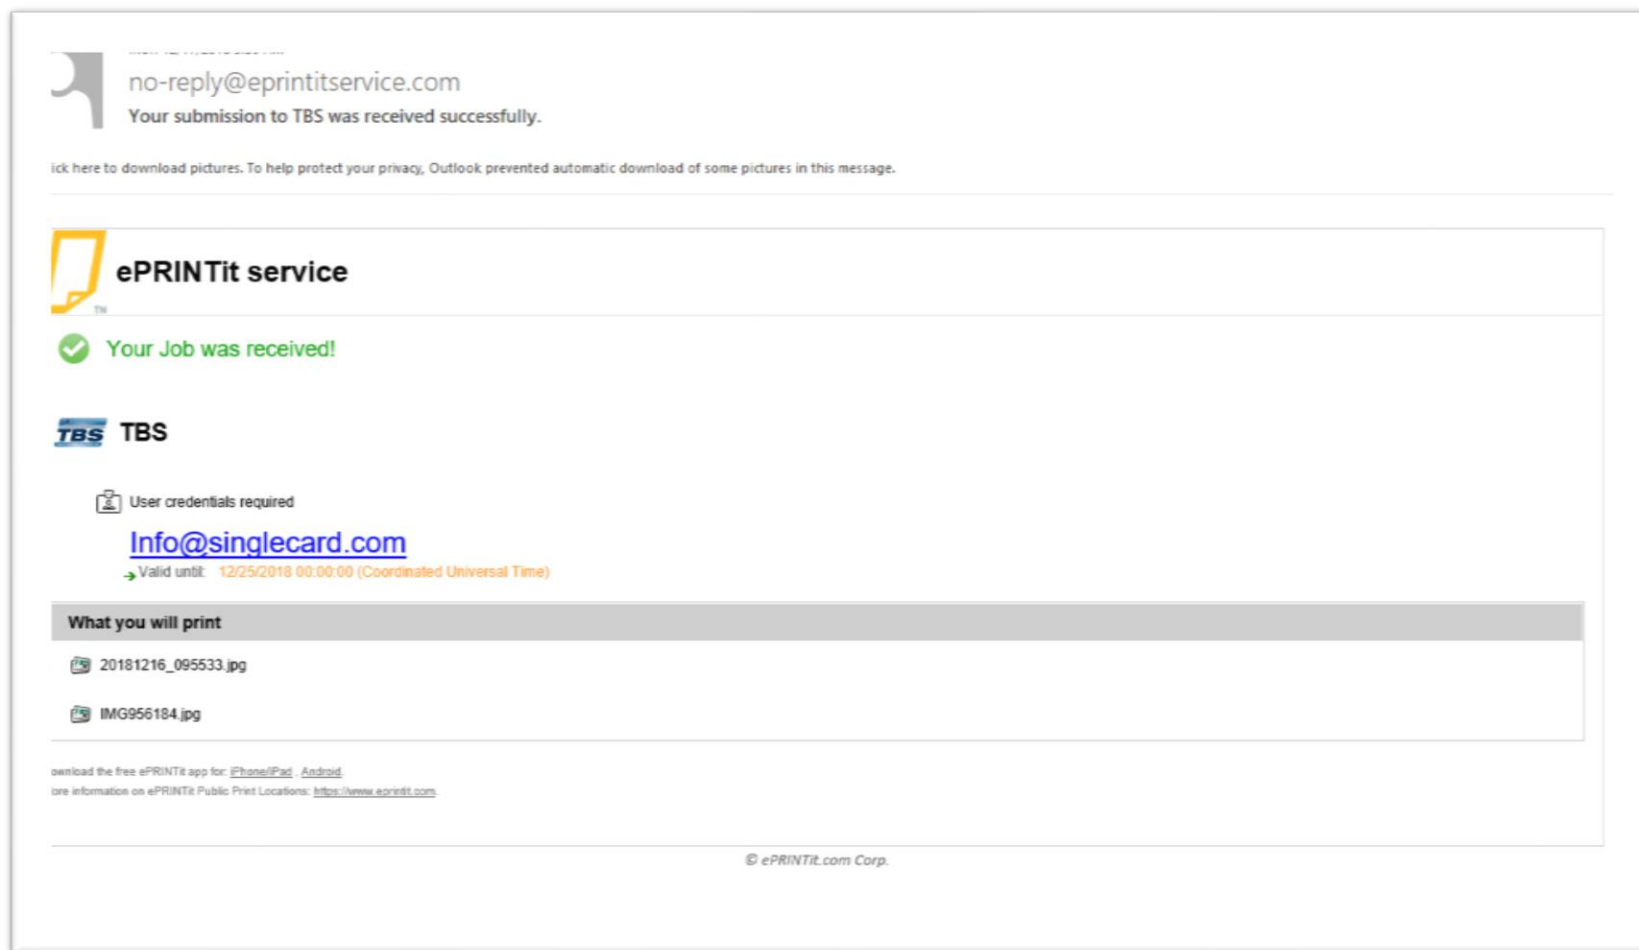 no-reply@eprintitservice.com
Your submission to TBS was received successfully.
ick here to download pictures. To help protect your privacy, Outlook prevented automatic download of some pictures in this message.
ePRINTit service
TM
Your Job was received!
TBS TBS
User credentials required
Info@singlecard.com
Valid until: 12/25/2018 00:00:00 (Coordinated Universal Time)
What you will print
20181216_095533.jpg
IMG956184.jpg
ownload the free ePRINTit app for: iPhone/iPad , Android.
ore information on ePRINTit Public Print Locations: https://www.eprintit.com.
© ePRINTit.com Corp.